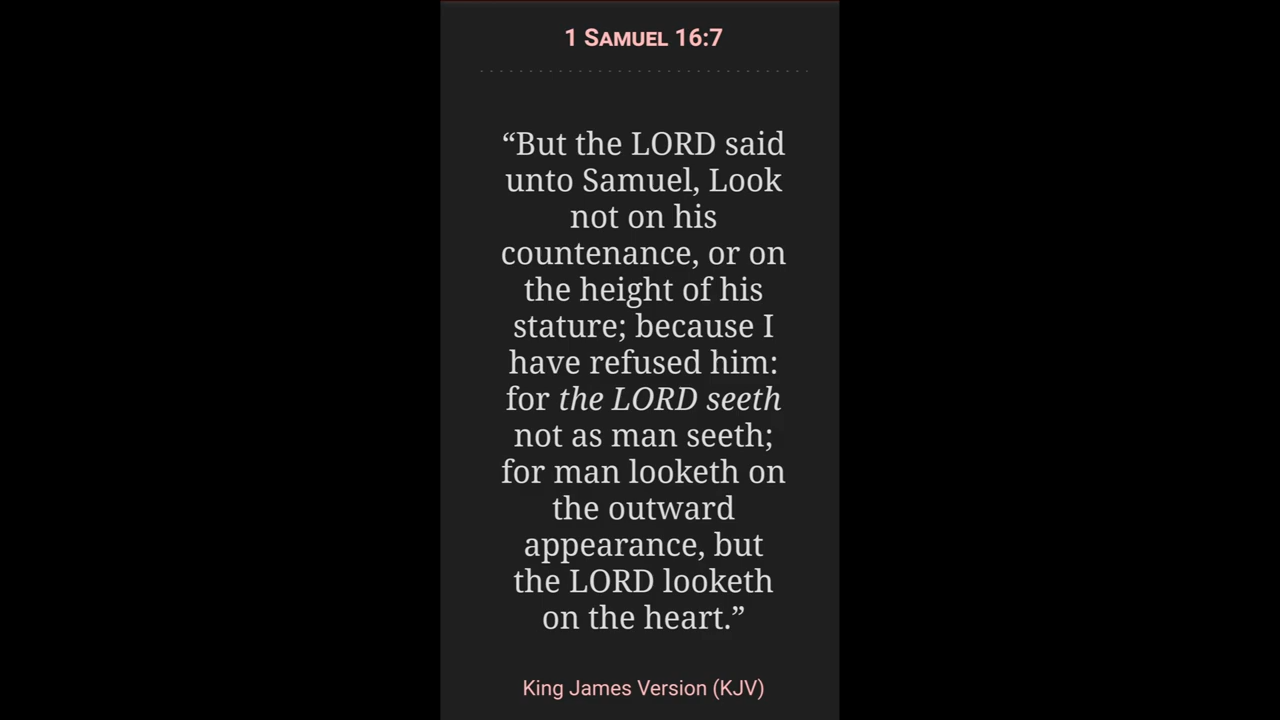 1 Samuel 16:7
“But the LORD said
unto Samuel, Look
not on his
countenance, or on
the height of his
stature; because I
have refused him:
for the LORD seeth
not as man seeth;
for man looketh on
the outward
appearance, but
the LORD looketh
on the heart.”
King James Version (KJV)